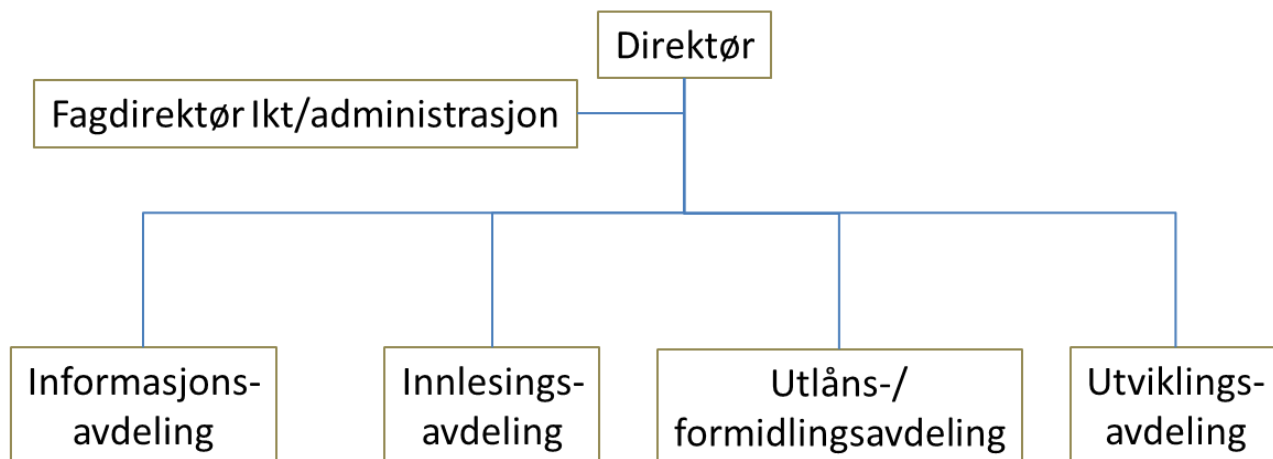 Direktør
Fagdirektør Ikt/administrasjon
Informasjons-
avdeling
Innlesings-
avdeling
Utlåns-/
formidlingsavdeling
Utviklings-
avdeling